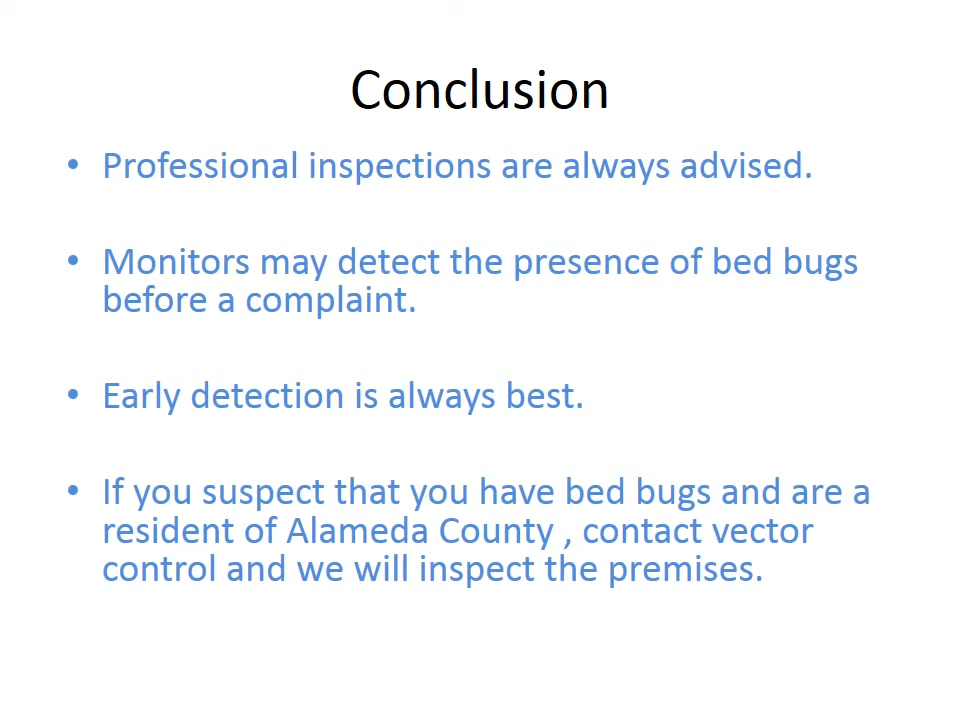 Conclusion
• Professional inspections are always advised.
• Monitors may detect the presence of bed bugs
before a complaint.
• Early detection is always best.
• If you suspect that you have bed bugs and are a
resident of Alameda County , contact vector
control and we will inspect the premises.